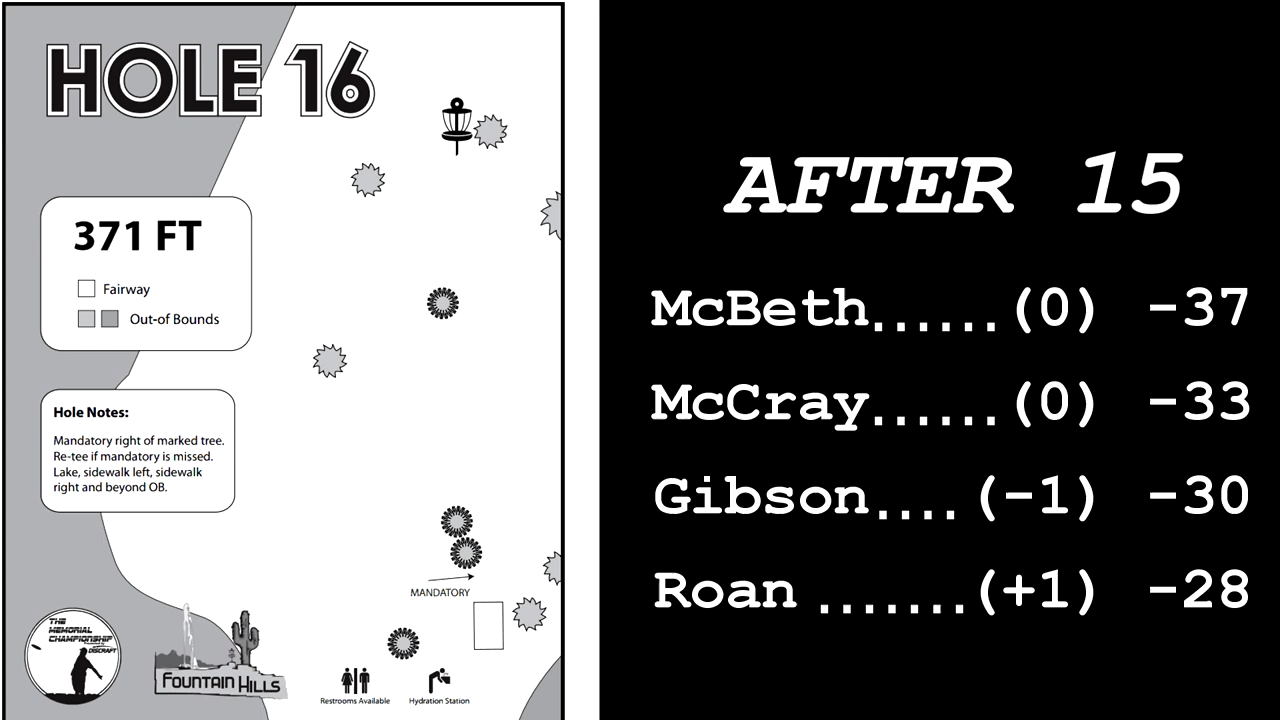 HOLE 16
371 FT
Fairway
Out-of Bounds
Hole Notes:
Mandatory right of marked tree.
Re-tee if mandatory is missed.
Lake, sidewalk left, sidewalk
right and beyond OB.
MANDATORY
THE
MEMORIAL
CHAMPIONSHIP
DISCRAFT
FOUNTAIN HILLS
Restrooms Available
Hydration Station
AFTER 15
McBeth......(0) -37
McCray......(0) -33
Gibson....(-1) -30
Roan .......(+1) -28